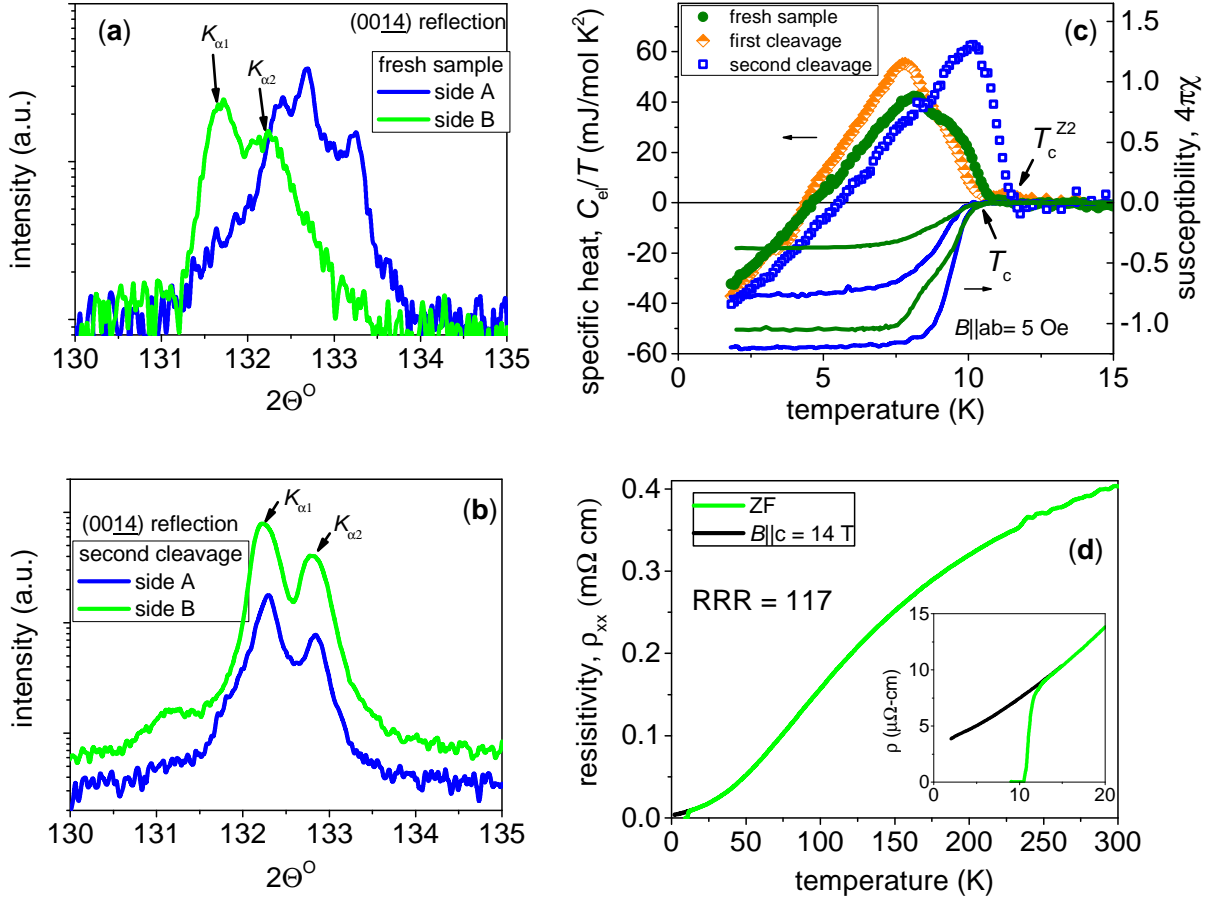 (a)
(0014) reflection
Kα1
Kα2
fresh sample
side A
side B
intensity (a.u.)
130 131 132 133 134 135
2ΘO
(b)
(0014) reflection
Kα1
Kα2
second cleavage
side A
side B
intensity (a.u.)
130 131 132 133 134 135
2ΘO
(c)
fresh sample
first cleavage
second cleavage
specific heat, Cel/T (mJ/mol K2)
60
40
20
0
-20
-40
-60
1.5
1.0
0.5
0.0
-0.5
-1.0
susceptibility, 4πχ
TcZ2
Tc
B||ab= 5 Oe
0 5 10 15
temperature (K)
(d)
ZF
B||c = 14 T
RRR = 117
resisitivity, ρxx (mΩ cm)
0.4
0.3
0.2
0.1
0.0
0 50 100 150 200 250 300
temperature (K)
ρ (μΩ-cm)
15
10
5
0
0 10 20